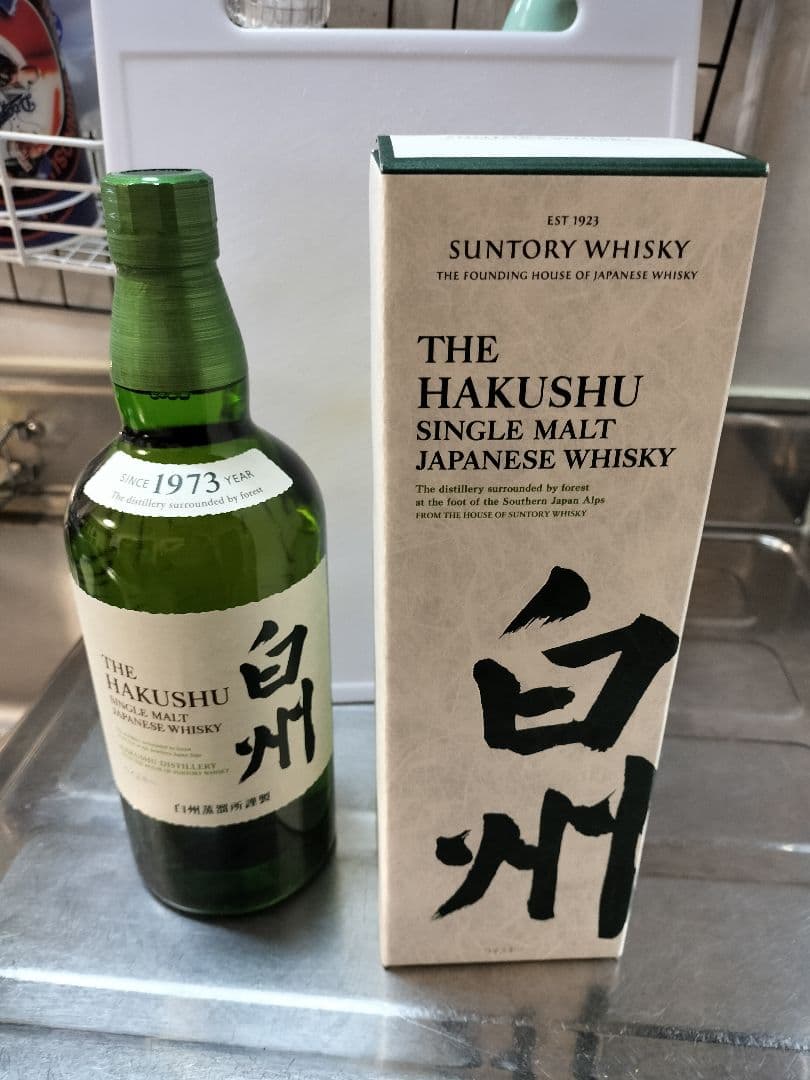 SINCE 1973 YEAR
The distillery surrounded by forest
THE
HAKUSHU
SINGLE MALT
JAPANESE WHISKY
白州
白州蒸溜所謹製
EST 1923
SUNTORY WHISKY
THE FOUNDING HOUSE OF JAPANESE WHISKY
THE
HAKUSHU
SINGLE MALT
JAPANESE WHISKY
The distillery surrounded by forest
at the foot of the Southern Japan Alps
FROM THE HOUSE OF SUNTORY WHISKY
白州